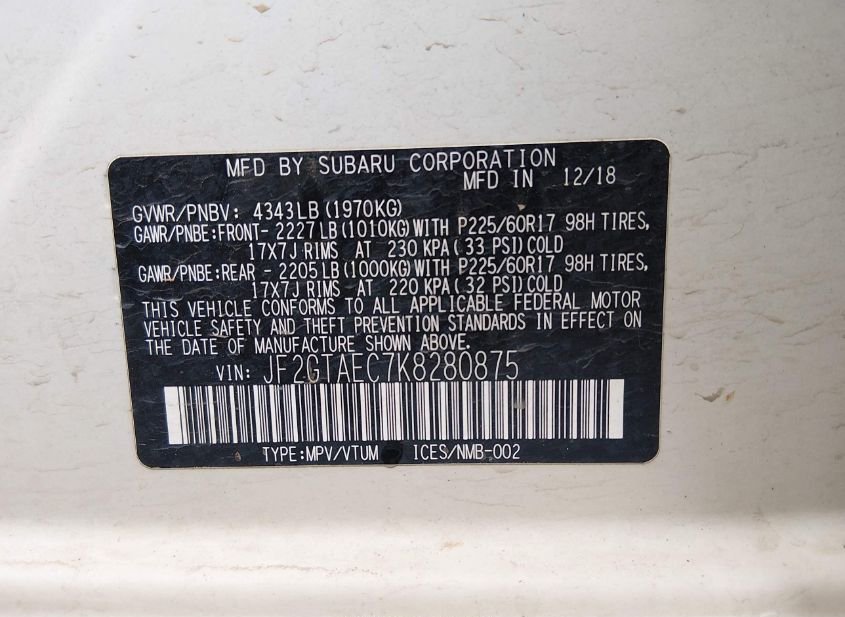 MFD BY SUBARU CORPORATION
MFD IN 12/18
GVWR/PNBV: 4343LB (1970KG)
GAWR/PNBE:FRONT- 2227 LB (1010KG) WITH P225/60R17 98H TIRES,
17X7J RIMS AT 230 KPA ( 33 PSI) COLD
GAWR/PNBE:REAR - 2205 LB (1000KG) WITH P225/60R17 98H TIRES,
17X7J RIMS AT 220 KPA ( 32 PSI) COLD
THIS VEHICLE CONFORMS TO ALL APPLICABLE FEDERAL MOTOR
VEHICLE SAFETY AND THEFT PREVENTION STANDARDS IN EFFECT ON
THE DATE OF MANUFACTURE SHOWN ABOVE.
VIN: JF2GTAEC7K8280875
TYPE:MPV/VTUM ICES/NMB-002